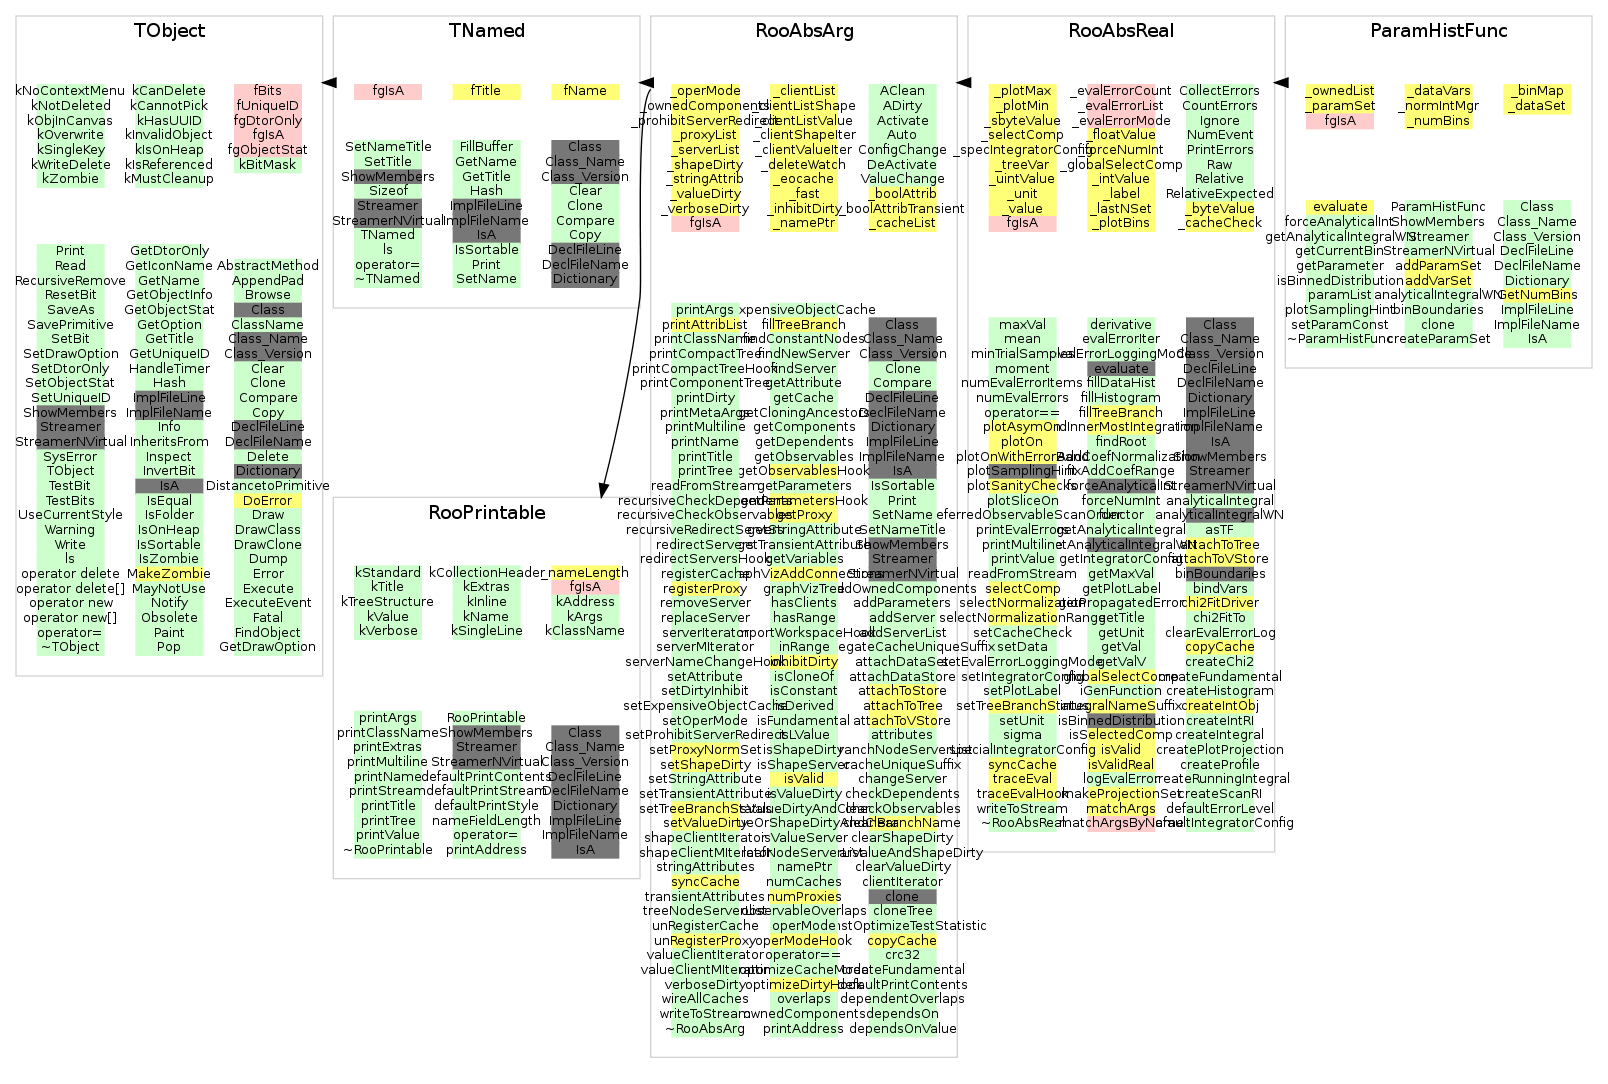 TObject
kNoContextMenu
kNotDeleted
kObjInCanvas
kOverwrite
kSingleKey
kWriteDelete
kZombie
kCanDelete
kCannotPick
kHasUUID
kInvalidObject
kIsOnHeap
kIsReferenced
kMustCleanup
fBits
fUniqueID
fgDtorOnly
fgIsA
fgObjectStat
kBitMask
Print
Read
RecursiveRemove
ResetBit
SaveAs
SavePrimitive
SetBit
SetDrawOption
SetDtorOnly
SetObjectStat
SetUniqueID
ShowMembers
Streamer
StreamerNVirtual
SysError
TObject
TestBit
TestBits
UseCurrentStyle
Warning
Write
ls
operator delete
operator delete[]
operator new
operator new[]
operator=
~TObject
GetDtorOnly
GetIconName
GetName
GetObjectInfo
GetObjectStat
GetOption
GetTitle
GetUniqueID
HandleTimer
Hash
ImplFileLine
ImplFileName
Info
InheritsFrom
Inspect
InvertBit
IsA
IsEqual
IsFolder
IsOnHeap
IsSortable
IsZombie
MakeZombie
MayNotUse
Notify
Obsolete
Paint
Pop
AbstractMethod
AppendPad
Browse
Class
ClassName
Class_Name
Class_Version
Clear
Clone
Compare
Copy
DeclFileLine
DeclFileName
Delete
Dictionary
DistancetoPrimitive
DoError
Draw
DrawClass
DrawClone
Dump
Error
Execute
ExecuteEvent
Fatal
FindObject
GetDrawOption
TNamed
fgIsA
fTitle
fName
SetNameTitle
SetTitle
ShowMembers
Sizeof
Streamer
StreamerNVirtual
TNamed
ls
operator=
~TNamed
FillBuffer
GetName
GetTitle
Hash
ImplFileLine
ImplFileName
IsA
IsSortable
Print
SetName
Class
Class_Name
Class_Version
Clear
Clone
Compare
Copy
DeclFileLine
DeclFileName
Dictionary
RooPrintable
kStandard
kTitle
kTreeStructure
kValue
kVerbose
kCollectionHeader
kExtras
kInline
kName
kSingleLine
_nameLength
fgIsA
kAddress
kArgs
kClassName
printArgs
printClassName
printExtras
printMultiline
printName
printStream
printTitle
printTree
printValue
~RooPrintable
RooPrintable
ShowMembers
Streamer
StreamerNVirtual
defaultPrintContents
defaultPrintStream
defaultPrintStyle
nameFieldLength
operator=
printAddress
Class
Class_Name
Class_Version
DeclFileLine
DeclFileName
Dictionary
ImplFileLine
ImplFileName
IsA
RooAbsArg
_operMode
_ownedComponents
_prohibitServerRedirect
_proxyList
_serverList
_shapeDirty
_stringAttrib
_valueDirty
_verboseDirty
fgIsA
_clientList
_clientListShape
_clientListValue
_clientShapeIter
_clientValueIter
_deleteWatch
_eocache
_fast
_inhibitDirty
_namePtr
AClean
ADirty
Activate
Auto
ConfigChange
DeActivate
ValueChange
_boolAttrib
_boolAttribTransient
_cacheList
printArgs
printAttribList
printClassName
printCompactTree
printCompactTreeHook
printComponentTree
printDirty
printMetaArgs
printMultiline
printName
printTitle
printTree
readFromStream
recursiveCheckDependents
recursiveCheckObservables
recursiveRedirectServers
redirectServers
redirectServersHook
registerCache
registerProxy
removeServer
replaceServer
serverIterator
serverMIterator
serverNameChangeHook
setAttribute
setDirtyInhibit
setExpensiveObjectCache
setOperMode
setProhibitServerRedirect
setProxyNormSet
setShapeDirty
setStringAttribute
setTransientAttribute
setTreeBranchStatus
setValueDirty
shapeClientIterator
shapeClientMIterator
stringAttributes
syncCache
transientAttributes
treeNodeServerList
unRegisterCache
unRegisterProxy
valueClientIterator
valueClientMIterator
verboseDirty
wireAllCaches
writeToStream
~RooAbsArg
xpensiveObjectCache
fillTreeBranch
findConstantNodes
findNewServer
findServer
getAttribute
getCache
getCloningAncestors
getComponents
getDependents
getObservables
getObservablesHook
getParameters
getParametersHook
getProxy
getStringAttribute
getTransientAttribute
getVariables
aphVizAddConnections
graphVizTree
hasClients
hasRange
mportWorkspaceHook
inRange
inhibitDirty
isCloneOf
isConstant
isDerived
isFundamental
isLValue
isShapeDirty
isShapeServer
isValid
isValueDirty
isValueServer
namePtr
numCaches
numProxies
observableOverlaps
operMode
operModeHook
operator==
optimizeCacheMode
optimizeDirtyHook
overlaps
ownedComponents
printAddress
Class
Class_Name
Class_Version
Clone
Compare
DeclFileLine
DeclFileName
Dictionary
ImplFileLine
ImplFileName
IsA
IsSortable
Print
SetName
SetNameTitle
ShowMembers
Streamer
StreamerNVirtual
addOwnedComponents
addParameters
addServer
addServerList
egateCacheUniqueSuffix
attachDataSet
attachDataStore
attachToStore
attachToTree
attachToVStore
attributes
ranchNodeServerList
cacheUniqueSuffix
changeServer
checkDependents
checkObservables
cleanBranchName
clearShapeDirty
clearValueDirty
clientIterator
clone
cloneTree
nstOptimizeTestStatistic
copyCache
crc32
createFundamental
defaultPrintContents
dependentOverlaps
dependsOn
dependsOnValue
RooAbsReal
_plotMax
_plotMin
_sbyteValue
_selectComp
_specIntegratorConfig
_treeVar
_uintValue
_unit
_value
fgIsA
_evalErrorCount
_evalErrorList
_evalErrorMode
_floatValue
_forceNumInt
_globalSelectComp
_intValue
_label
_lastNSet
_plotBins
CollectErrors
CountErrors
Ignore
NumEvent
PrintErrors
Raw
Relative
RelativeExpected
_byteValue
_cacheCheck
maxVal
mean
minTrialSamples
moment
numEvalErrorItems
numEvalErrors
operator==
plotAsymOn
plotOn
plotOnWithErrorBand
plotSamplingHint
plotSanityChecks
plotSliceOn
eferredObservableScanOrder
printEvalErrors
printMultiline
printValue
readFromStream
selectComp
selectNormalization
selectNormalizationRange
setCacheCheck
setData
setEvalErrorLoggingMode
setIntegratorConfig
setPlotLabel
setTreeBranchStatus
setUnit
sigma
specialIntegratorConfig
syncCache
traceEval
traceEvalHook
writeToStream
~RooAbsReal
derivative
evalErrorIter
evalErrorLoggingMode
evaluate
fillDataHist
fillHistogram
fillTreeBranch
ndInnerMostIntegration
findRoot
fixAddCoefNormalization
fixAddCoefRange
forceAnalyticalInt
forceNumInt
functor
getAnalyticalIntegral
etAnalyticalIntegralWN
getIntegratorConfig
getMaxVal
getPlotLabel
getPropagatedError
getTitle
getUnit
getVal
getValV
globalSelectComp
iGenFunction
integralNameSuffix
isBinnedDistribution
isSelectedComp
isValid
isValidReal
logEvalError
makeProjectionSet
matchArgs
matchArgsByName
Class
Class_Name
Class_Version
DeclFileLine
DeclFileName
Dictionary
ImplFileLine
ImplFileName
IsA
ShowMembers
Streamer
StreamerNVirtual
analyticalIntegral
analyticalIntegralWN
asTF
attachToTree
attachToVStore
binBoundaries
bindVars
chi2FitDriver
chi2FitTo
clearEvalErrorLog
copyCache
createChi2
createFundamental
createHistogram
createIntObj
createIntRI
createIntegral
createPlotProjection
createProfile
createRunningIntegral
createScanRI
defaultErrorLevel
efaultIntegratorConfig
ParamHistFunc
_ownedList
_paramSet
fgIsA
_dataVars
_normIntMgr
_numBins
_binMap
_dataSet
evaluate
forceAnalyticalInt
getAnalyticalIntegralWN
getCurrentBin
getParameter
isBinnedDistribution
paramList
plotSamplingHint
setParamConst
~ParamHistFunc
ParamHistFunc
ShowMembers
Streamer
StreamerNVirtual
addParamSet
addVarSet
analyticalIntegralWN
binBoundaries
clone
createParamSet
Class
Class_Name
Class_Version
DeclFileLine
DeclFileName
Dictionary
GetNumBins
ImplFileLine
ImplFileName
IsA